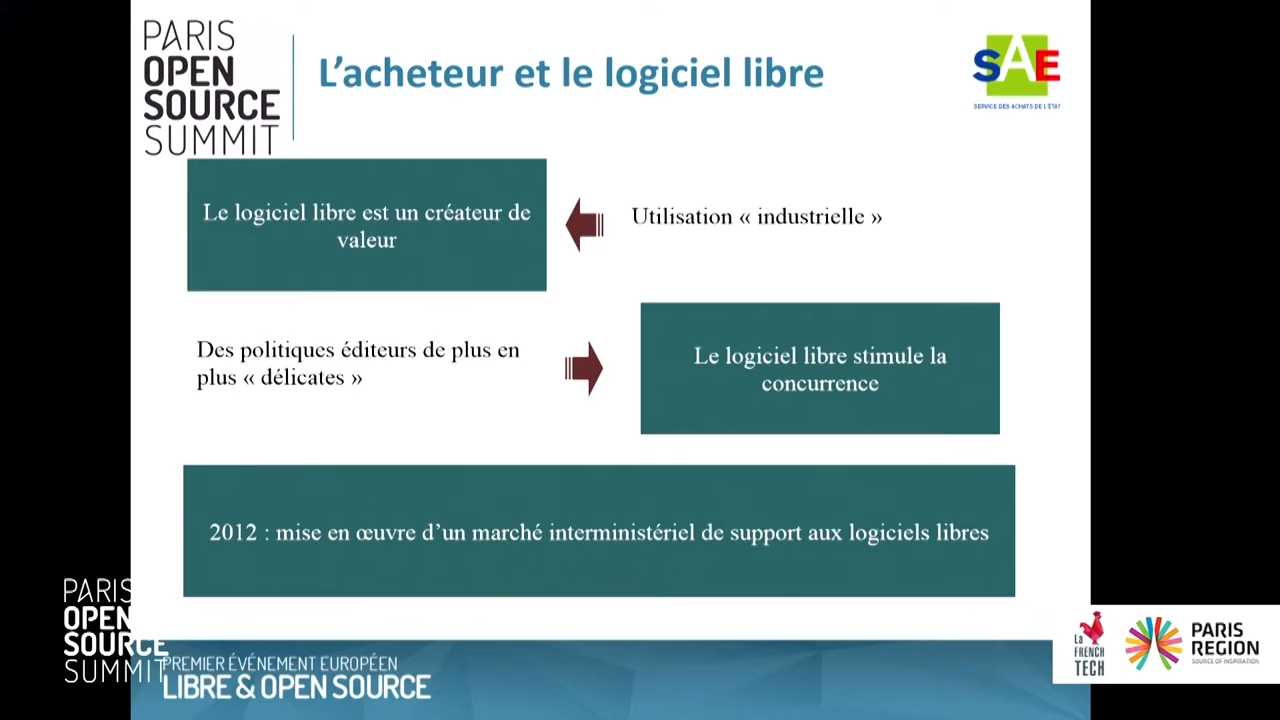 PARIS
OPEN
SOURCE
SUMMIT
L’acheteur et le logiciel libre
SAE
SERVICE DES ACHATS DE L'ÉTAT
Le logiciel libre est un créateur de
valeur
Utilisation « industrielle »
Des politiques éditeurs de plus en
plus « délicates »
Le logiciel libre stimule la
concurrence
2012 : mise en œuvre d’un marché interministériel de support aux logiciels libres
PARIS
OPEN
SOURCE
SUMMIT
PREMIER ÉVÉNEMENT EUROPÉEN
LIBRE & OPEN SOURCE
La
FRENCH
TECH
PARIS
REGION
SOURCE OF INSPIRATION